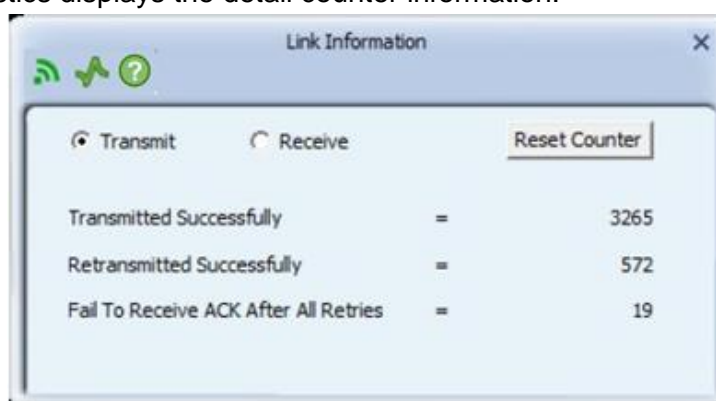 displays the detail counter information.
Link Information
Transmit Receive Reset Counter
Transmitted Successfully = 3265
Retransmitted Successfully = 572
Fail To Receive ACK After All Retries = 19